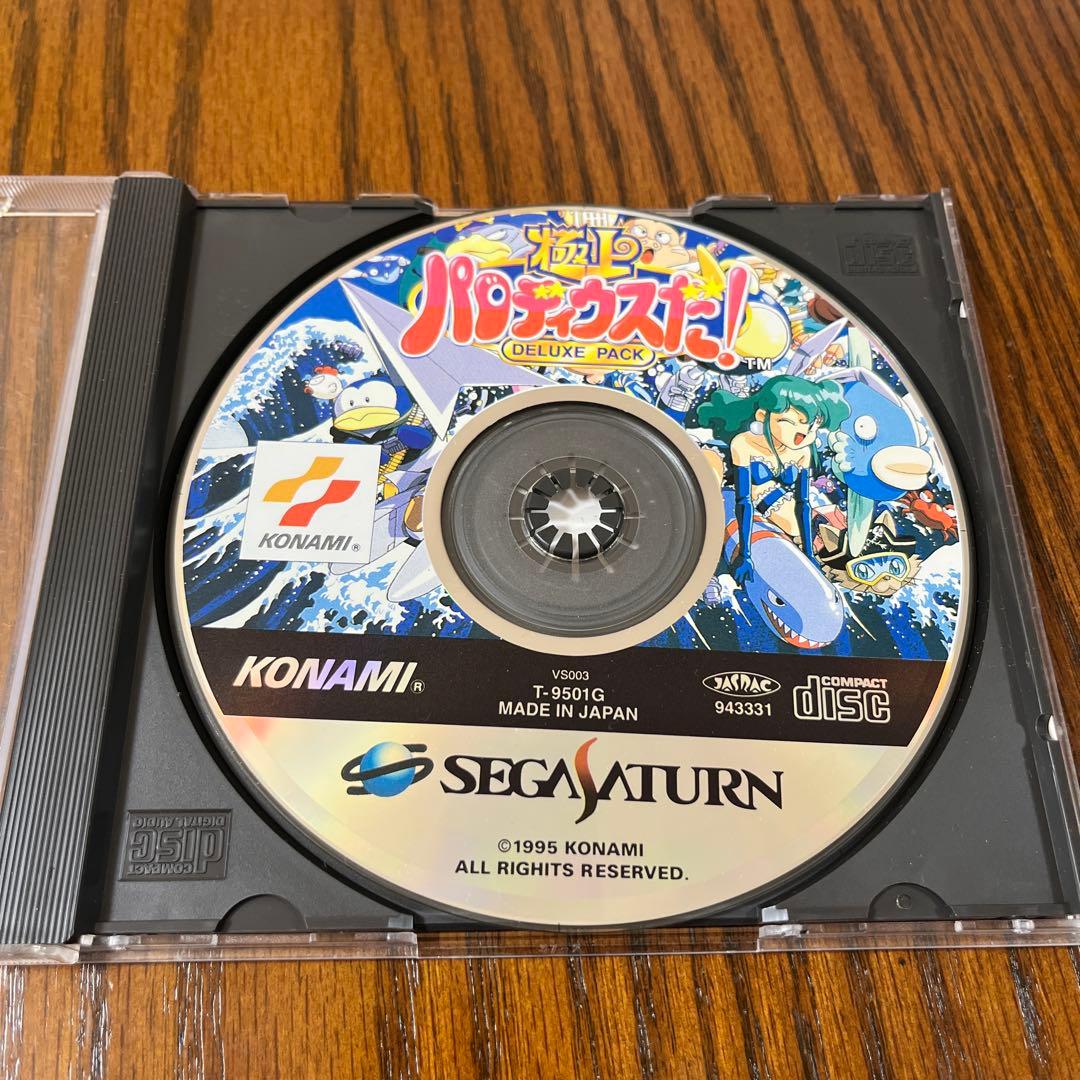 極上
パロディウスだ!
DELUXE PACK
TM
KONAMI®
KONAMI®
VS003
T-9501G
MADE IN JAPAN
JASRAC
943331
COMPACT
disc
SEGA SATURN
©1995 KONAMI
ALL RIGHTS RESERVED.
COMPACT
disc
DIGITAL AUDIO
disc